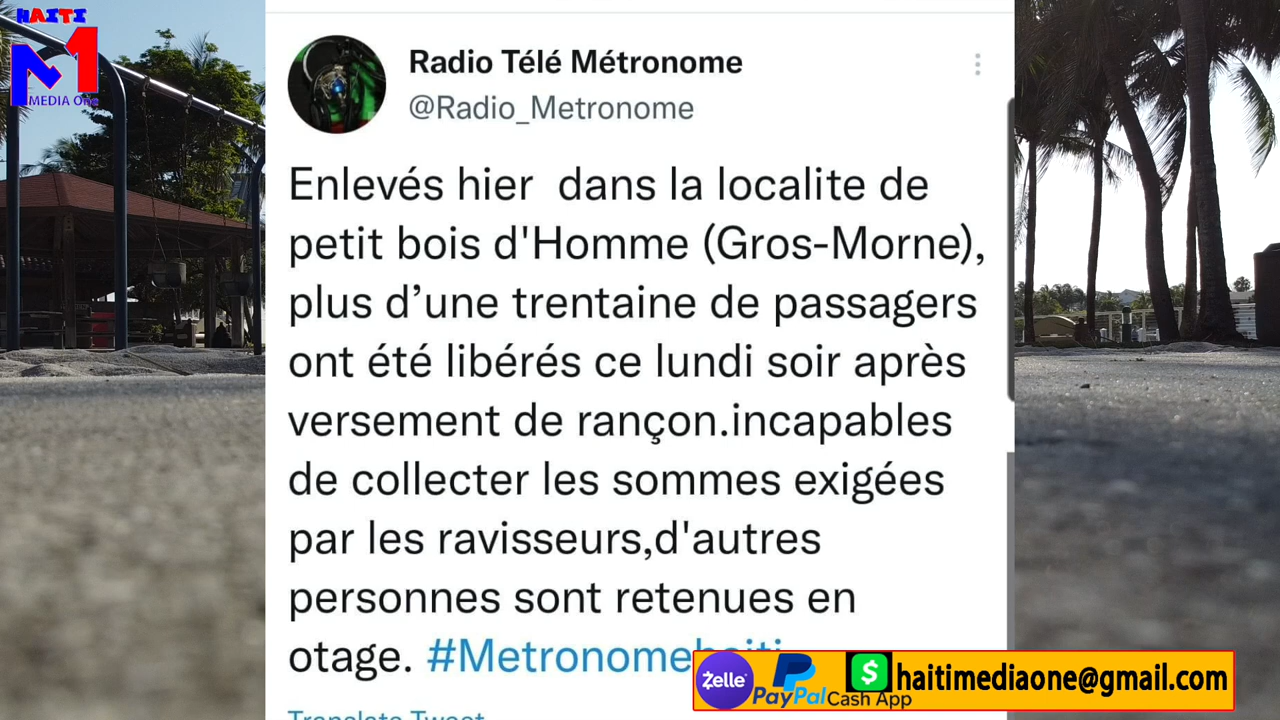 HAITI
M1
MEDIA One
Radio Télé Métronome
@Radio_Metronome
Enlevés hier  dans la localite de
petit bois d'Homme (Gros-Morne),
plus d’une trentaine de passagers
ont été libérés ce lundi soir après
versement de rançon.incapables
de collecter les sommes exigées
par les ravisseurs,d'autres
personnes sont retenues en
otage. #Metronomehaiti
Translate Tweet
Zelle
PayPal
$
Cash App
haitimediaone@gmail.com